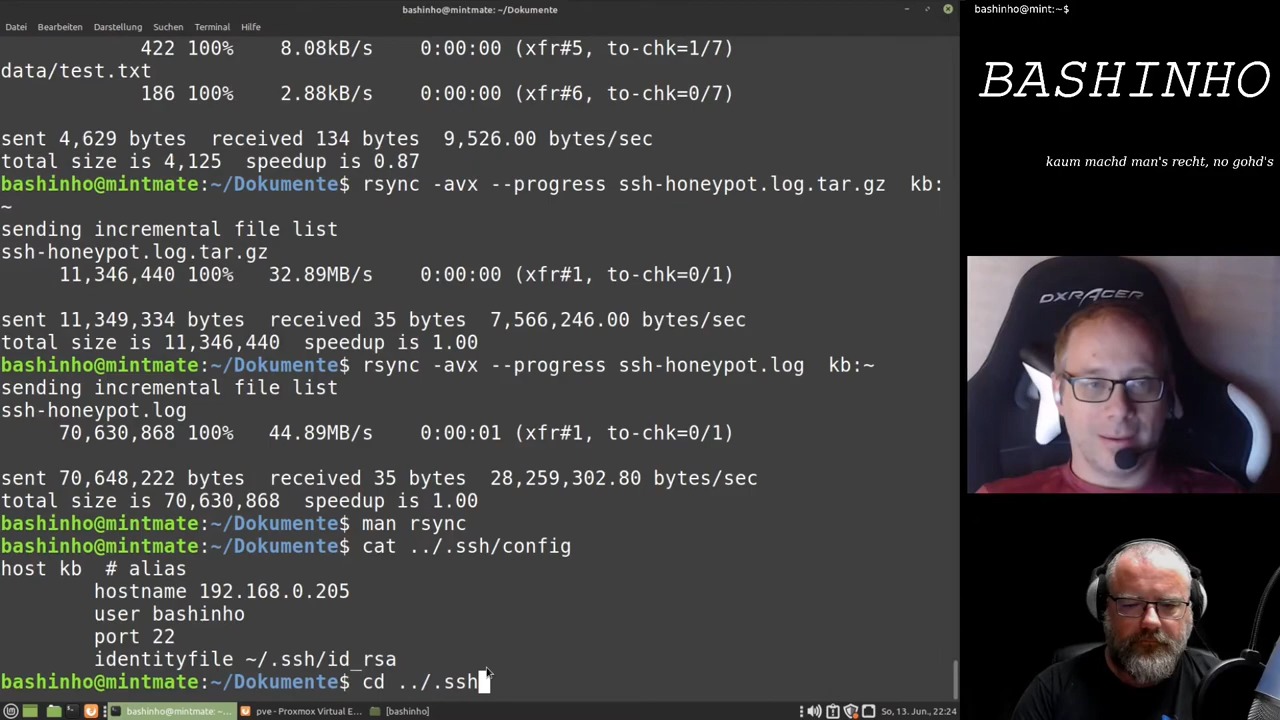 bashinho@mintmate: ~/Dokumente
Datei Bearbeiten Darstellung Suchen Terminal Hilfe
422 100% 8.08kB/s 0:00:00 (xfr#5, to-chk=1/7)
data/test.txt
186 100% 2.88kB/s 0:00:00 (xfr#6, to-chk=0/7)
sent 4,629 bytes received 134 bytes 9,526.00 bytes/sec
total size is 4,125 speedup is 0.87
bashinho@mintmate:~/Dokumente$ rsync -avx --progress ssh-honeypot.log.tar.gz kb:
~
sending incremental file list
ssh-honeypot.log.tar.gz
11,346,440 100% 32.89MB/s 0:00:00 (xfr#1, to-chk=0/1)
sent 11,349,334 bytes received 35 bytes 7,566,246.00 bytes/sec
total size is 11,346,440 speedup is 1.00
bashinho@mintmate:~/Dokumente$ rsync -avx --progress ssh-honeypot.log kb:~
sending incremental file list
ssh-honeypot.log
70,630,868 100% 44.89MB/s 0:00:01 (xfr#1, to-chk=0/1)
sent 70,648,222 bytes received 35 bytes 28,259,302.80 bytes/sec
total size is 70,630,868 speedup is 1.00
bashinho@mintmate:~/Dokumente$ man rsync
bashinho@mintmate:~/Dokumente$ cat ../.ssh/config
host kb # alias
hostname 192.168.0.205
user bashinho
port 22
identityfile ~/.ssh/id_rsa
bashinho@mintmate:~/Dokumente$ cd ../.ssh
bashinho@mintmate: ~/Dokumente
pve - Proxmox Virtual E...
[bashinho]
So, 13. Jun., 22:24
bashinho@mint:~$
BASHINHO
kaum machd man's recht, no gohd's
DXRACER